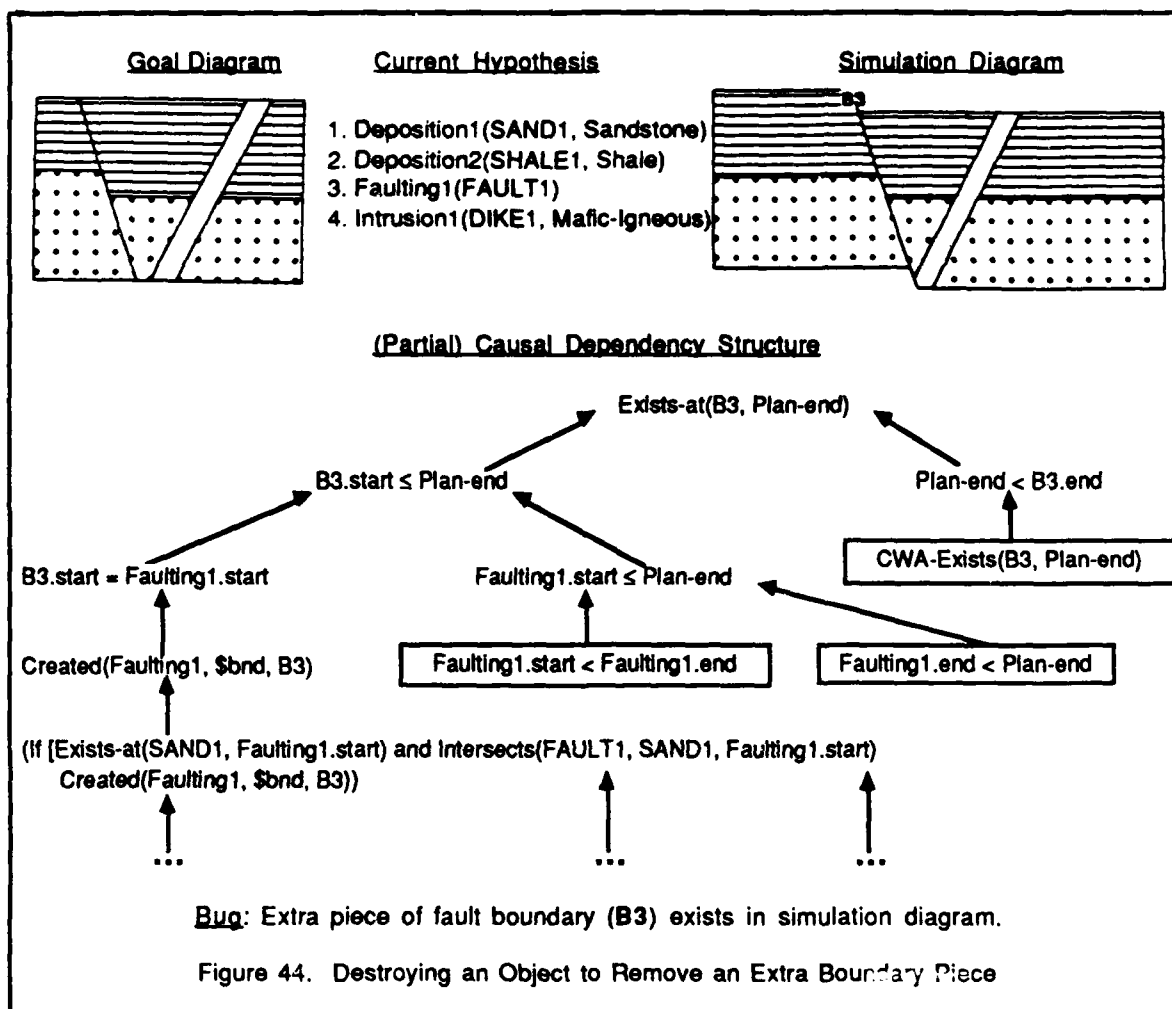 Goal Diagram
Current Hypothesis
Simulation Diagram
B3
1. Deposition1(SAND1, Sandstone)
2. Deposition2(SHALE1, Shale)
3. Faulting1(FAULT1)
4. Intrusion1(DIKE1, Mafic-Igneous)
(Partial) Causal Dependency Structure
Exists-at(B3, Plan-end)
B3.start ≤ Plan-end
Plan-end < B3.end
CWA-Exists(B3, Plan-end)
B3.start = Faulting1.start
Faulting1.start ≤ Plan-end
Created(Faulting1, $bnd, B3)
Faulting1.start < Faulting1.end
Faulting1.end < Plan-end
(If [Exists-at(SAND1, Faulting1.start) and Intersects(FAULT1, SAND1, Faulting1.start)
Created(Faulting1, $bnd, B3))
... ... ...
Bug: Extra piece of fault boundary (B3) exists in simulation diagram.
Figure 44. Destroying an Object to Remove an Extra Boundary Piece